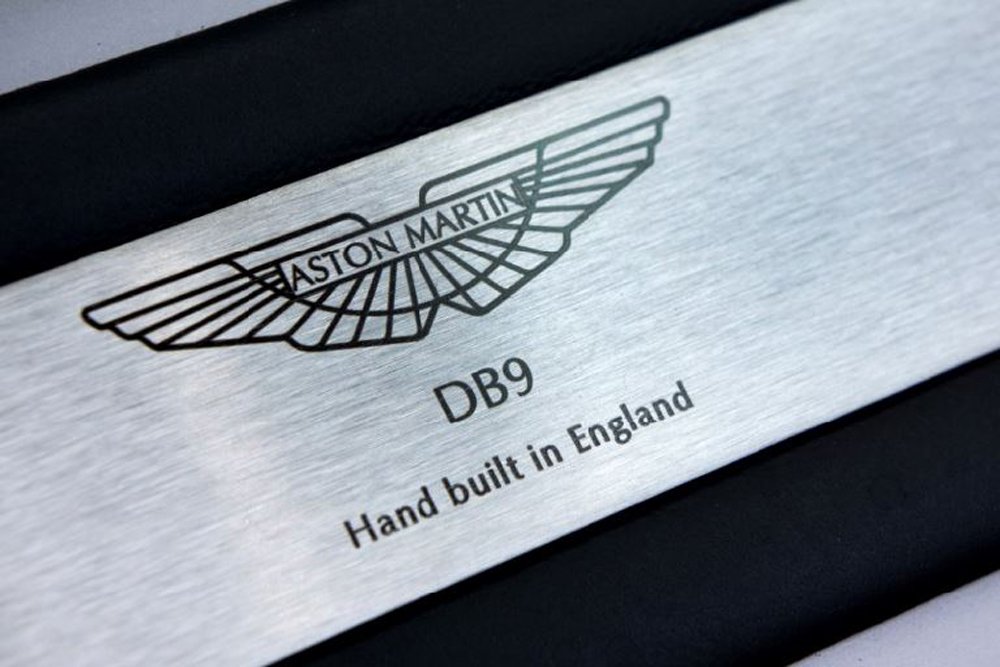 ASTON MARTIN
DB9
Hand built in England